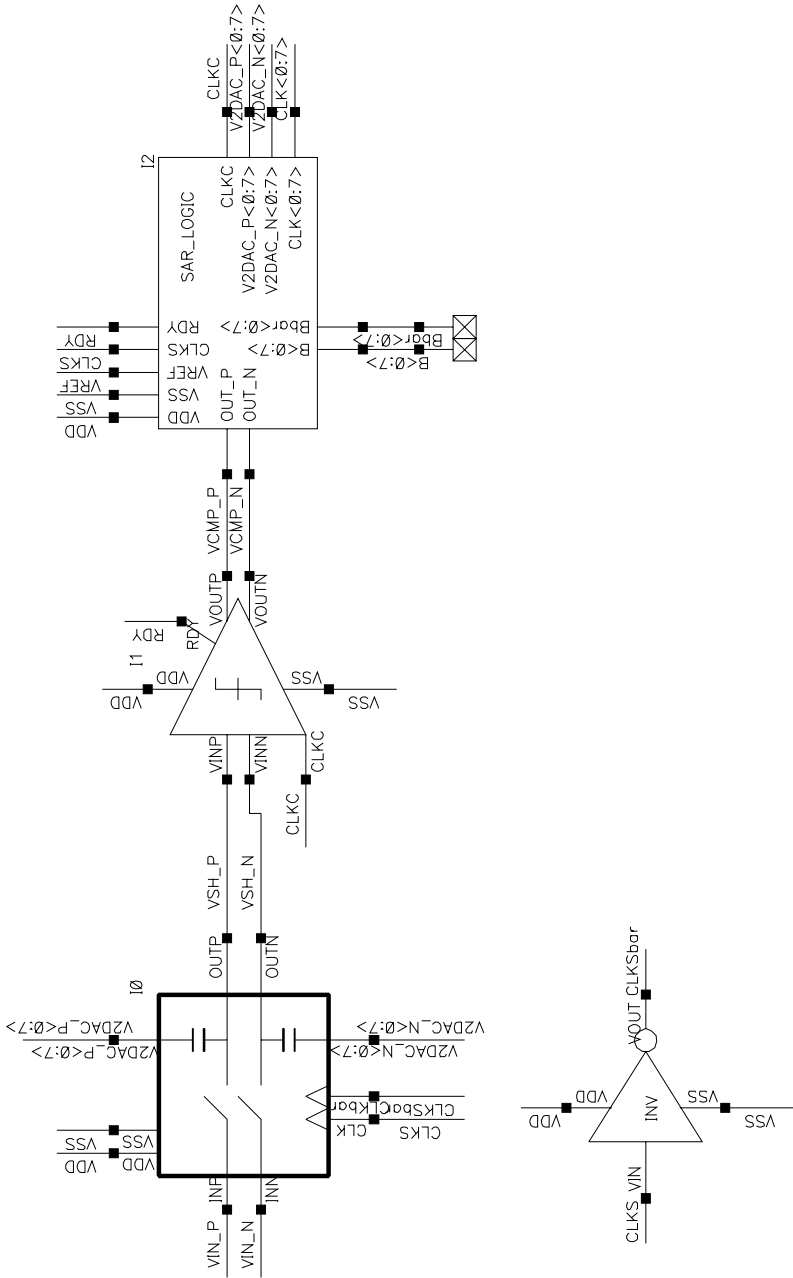 CLKC
V2DAC_P<0:7>
V2DAC_N<0:7>
CLK<0:7>
I2
SAR_LOGIC
CLKC
V2DAC_P<0:7>
V2DAC_N<0:7>
CLK<0:7>
RDY
CLKS
VREF
VSS
VDD
RDY
CLKS
VREF
VSS
VDD
Bbar<0:7>
B<0:7>
Bbar<0:7>
B<0:7>
OUT_P
OUT_N
VCMP_P
VCMP_N
VOUTP
VOUTN
RDY
RDY
I1
VDD
VDD
VSS
VSS
VINP
VINN
CLKC
CLKC
VSH_P
VSH_N
OUTP
OUTN
I0
V2DAC_P<0:7>
V2DAC_P<0:7>
V2DAC_N<0:7>
V2DAC_N<0:7>
CLKbar
CLKSbar
CLK
CLKS
VSS
VSS
VDD
VDD
INP
INN
VIN_P
VIN_N
CLKSbar
VOUT
VDD
VDD
INV
VSS
VSS
VIN
CLKS